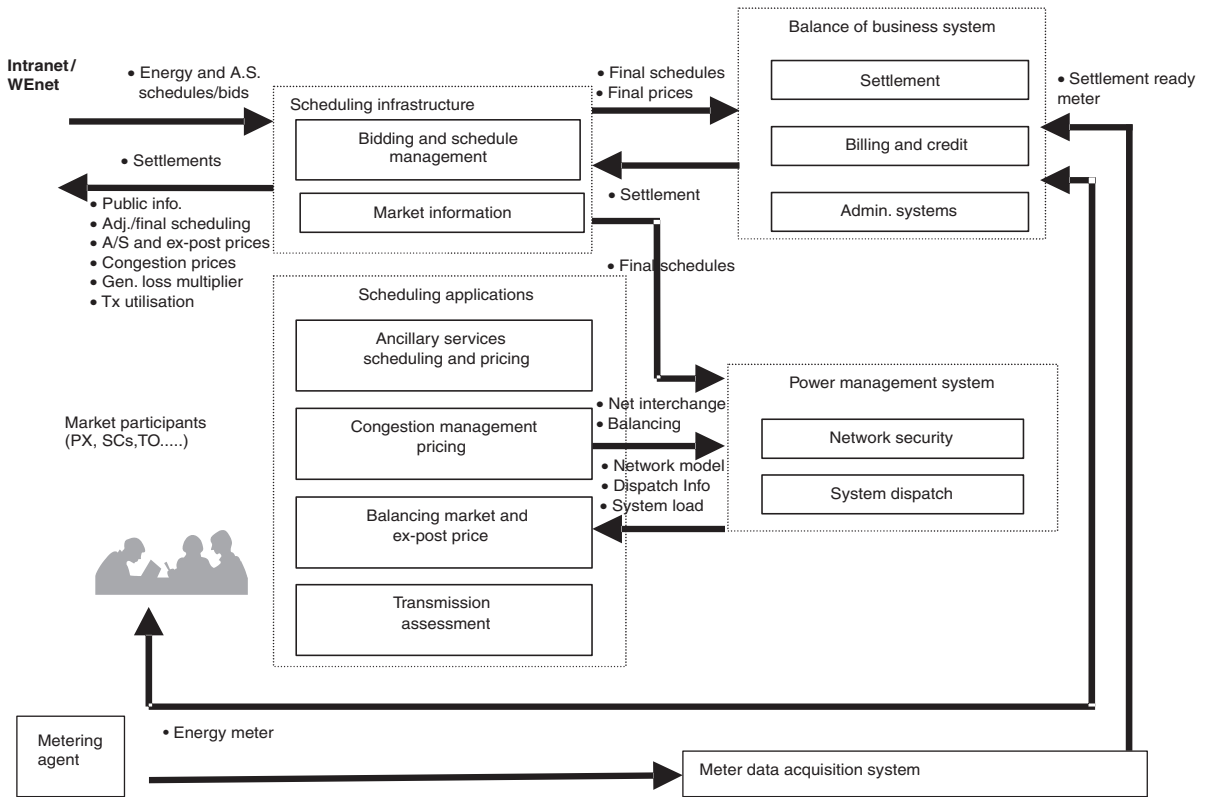 Intranet/
WEnet
• Energy and A.S.
schedules/bids
• Settlements
• Public info.
• Adj./final scheduling
• A/S and ex-post prices
• Congestion prices
• Gen. loss multiplier
• Tx utilisation
Scheduling infrastructure
Bidding and schedule
management
Market information
• Final schedules
• Final prices
• Settlement
• Final schedules
Balance of business system
Settlement
Billing and credit
Admin. systems
• Settlement ready
meter
Scheduling applications
Ancillary services
scheduling and pricing
Congestion management
pricing
Balancing market and
ex-post price
Transmission
assessment
• Net interchange
• Balancing
• Network model
• Dispatch Info
• System load
Power management system
Network security
System dispatch
Market participants
(PX, SCs,TO.....)
• Energy meter
Metering
agent
Meter data acquisition system